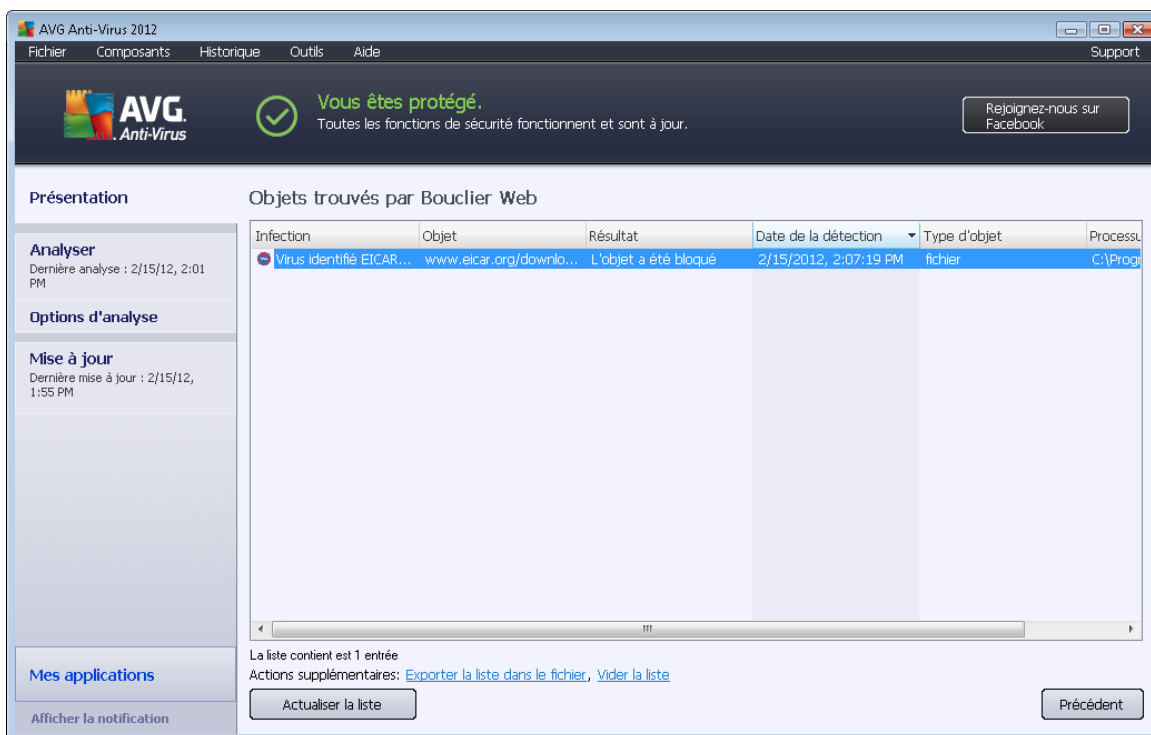 AVG Anti-Virus 2012
Fichier Composants Historique Outils Aide Support
AVG.
Anti-Virus
Vous êtes protégé.
Toutes les fonctions de sécurité fonctionnent et sont à jour.
Rejoignez-nous sur
Facebook
Présentation
Analyser
Dernière analyse : 2/15/12, 2:01
PM
Options d'analyse
Mise à jour
Dernière mise à jour : 2/15/12,
1:55 PM
Mes applications
Afficher la notification
Objets trouvés par Bouclier Web
Infection Objet Résultat Date de la détection Type d'objet Processu
Virus identifié EICAR... www.eicar.org/downlo... L'objet a été bloqué 2/15/2012, 2:07:19 PM fichier C:\Progr
La liste contient est 1 entrée
Actions supplémentaires: Exporter la liste dans le fichier, Vider la liste
Actualiser la liste Précédent